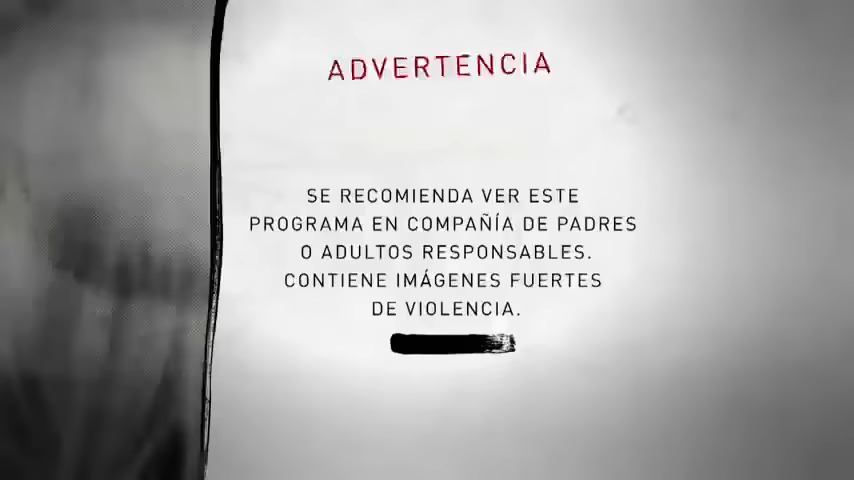 ADVERTENCIA
SE RECOMIENDA VER ESTE
PROGRAMA EN COMPAÑÍA DE PADRES
O ADULTOS RESPONSABLES.
CONTIENE IMÁGENES FUERTES
DE VIOLENCIA.